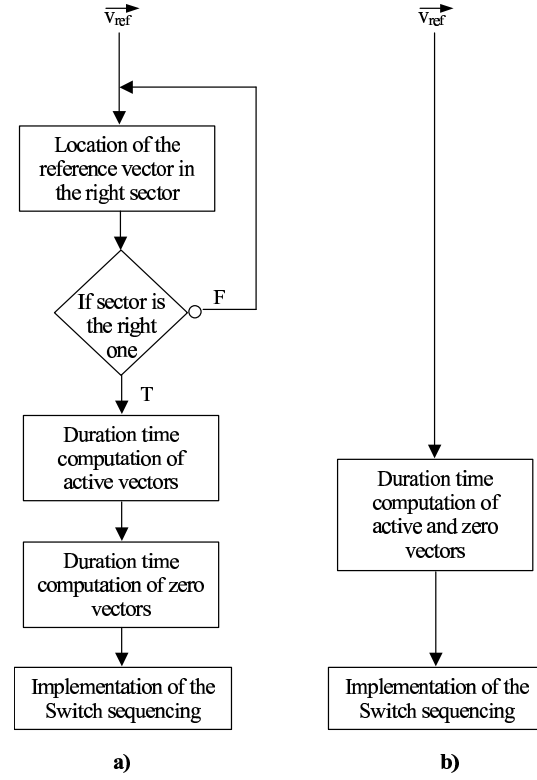 v_ref
Location of the
reference vector in
the right sector
If sector is
the right
one
F
T
Duration time
computation of
active vectors
Duration time
computation of zero
vectors
Implementation of the
Switch sequencing
a)
v_ref
Duration time
computation of
active and zero
vectors
Implementation of the
Switch sequencing
b)